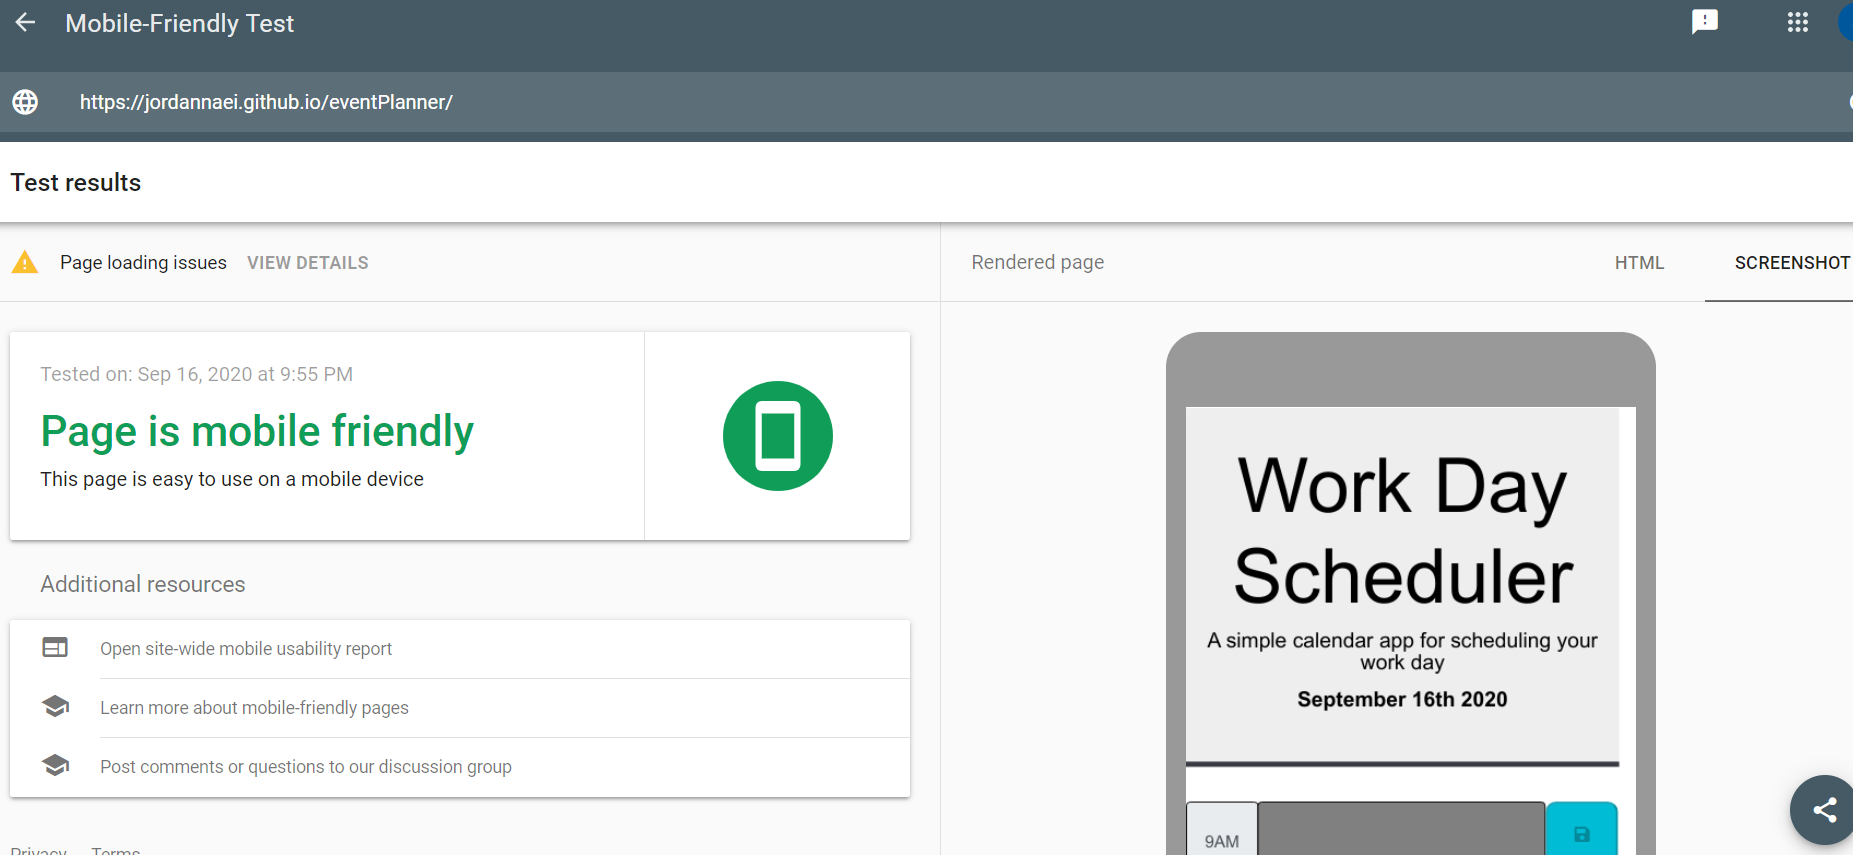 Mobile-Friendly Test
https://jordannaei.github.io/eventPlanner/
Test results
Page loading issues VIEW DETAILS
Rendered page HTML SCREENSHOT
Tested on: Sep 16, 2020 at 9:55 PM
Page is mobile friendly
This page is easy to use on a mobile device
Additional resources
Open site-wide mobile usability report
Learn more about mobile-friendly pages
Post comments or questions to our discussion group
Privacy Terms
Work Day
Scheduler
A simple calendar app for scheduling your
work day
September 16th 2020
9AM